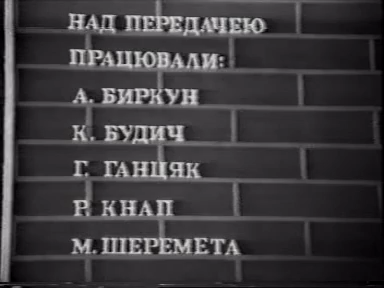 НАД ПЕРЕДАЧЕЮ
ПРАЦЮВАЛИ:
А. БИРКУН
К. БУДИЧ
Г. ГАНЦЯК
Р. КНАП
М. ШЕРЕМЕТА